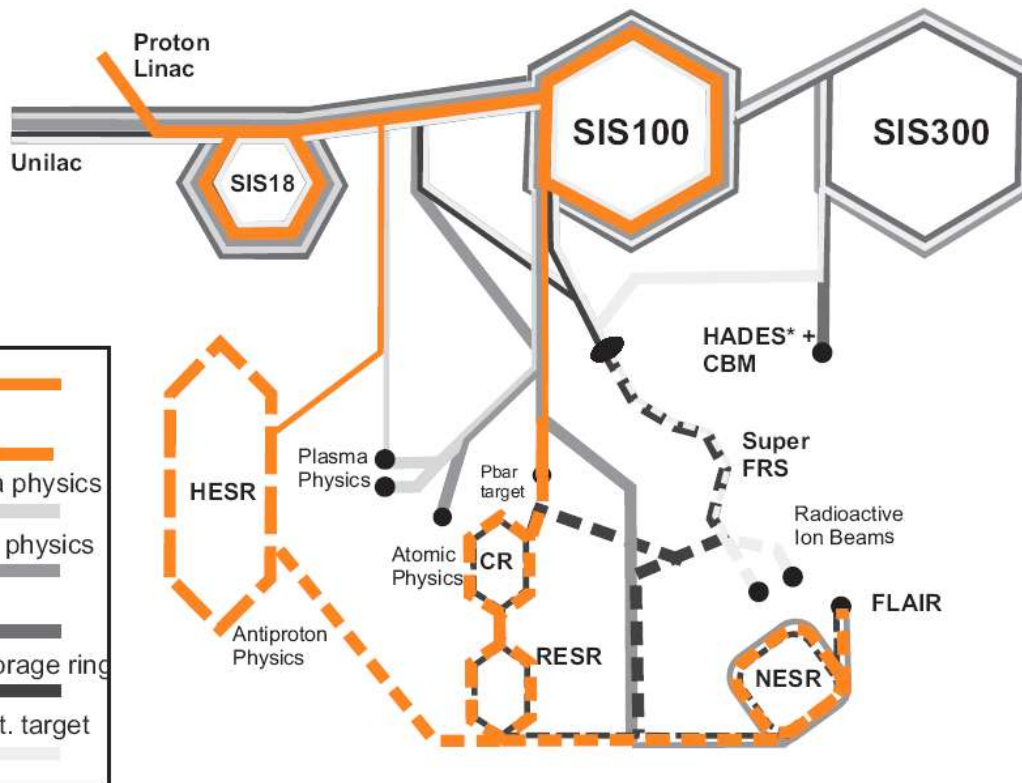 Proton
Linac
Unilac
SIS18
SIS100
SIS300
HADES* +
CBM
Super
FRS
Plasma
Physics
Pbar
target
HESR
Atomic
Physics
CR
Radioactive
Ion Beams
FLAIR
Antiproton
Physics
RESR
NESR
physics
physics
ring
target